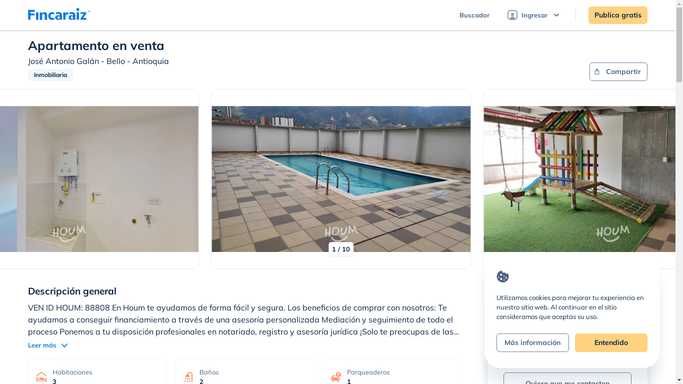 Fincaraiz
Buscador
Ingresar
Publica gratis
Apartamento en venta
José Antonio Galán - Bello - Antioquia
Inmobiliaria
Compartir
HOUM
HOUM
HOUM
1 / 10
Descripción general
VEN ID HOUM: 88808 En Houm te ayudamos de forma fácil y segura. Los beneficios de comprar con nosotros: Te
ayudamos a conseguir financiamiento a través de una asesoría personalizada Mediación y seguimiento de todo el
proceso Ponemos a tu disposición profesionales en notariado, registro y asesoría jurídica ¡Solo te preocupas de las...
Leer más
Habitaciones
3
Baños
2
Parqueaderos
1
Utilizamos cookies para mejorar tu experiencia en
nuestro sitio web. Al continuar en el sitio
consideramos que aceptas su uso.
Más información
Entendido
Quiero que me contacten